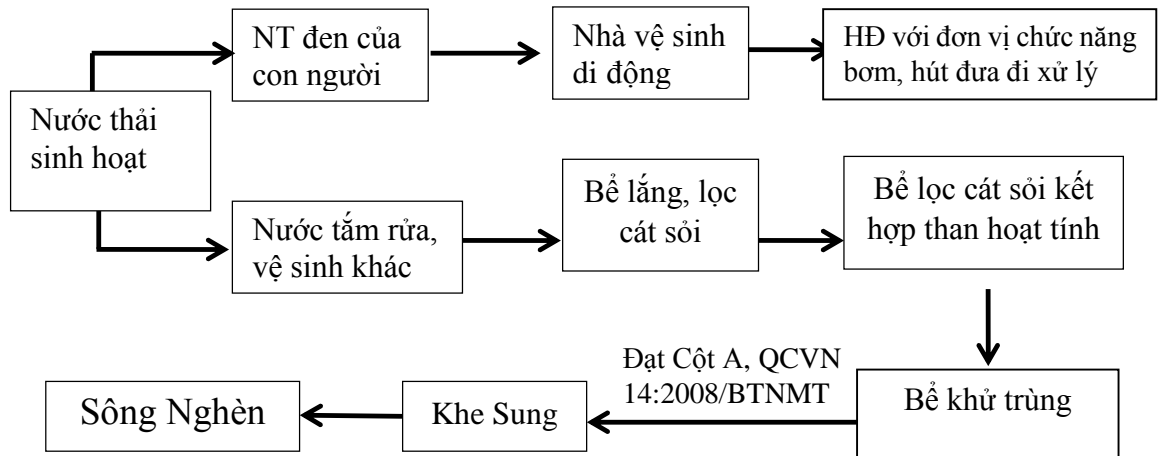 Nước thải
sinh hoạt
NT đen của
con người
Nhà vệ sinh
di động
HĐ với đơn vị chức năng
bơm, hút đưa đi xử lý
Nước tắm rửa,
vệ sinh khác
Bể lắng, lọc
cát sỏi
Bể lọc cát sỏi kết
hợp than hoạt tính
Bể khử trùng
Đạt Cột A, QCVN
14:2008/BTNMT
Khe Sung
Sông Nghèn